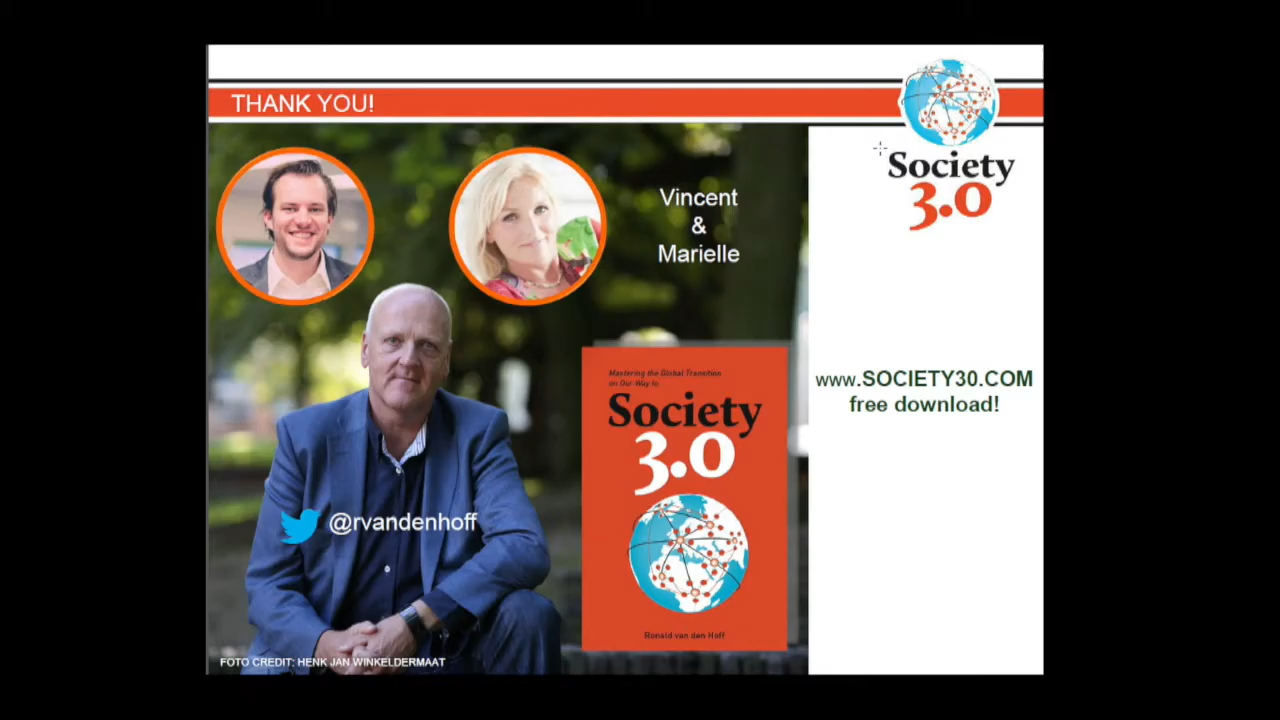 THANK YOU!
Society
3.0
Vincent
&
Marielle
Mastering the Global Transition
on Our Way to
Society
3.0
Ronald van den Hoff
www.SOCIETY30.COM
free download!
@rvandenhoff
FOTO CREDIT: HENK JAN WINKELDERMAAT